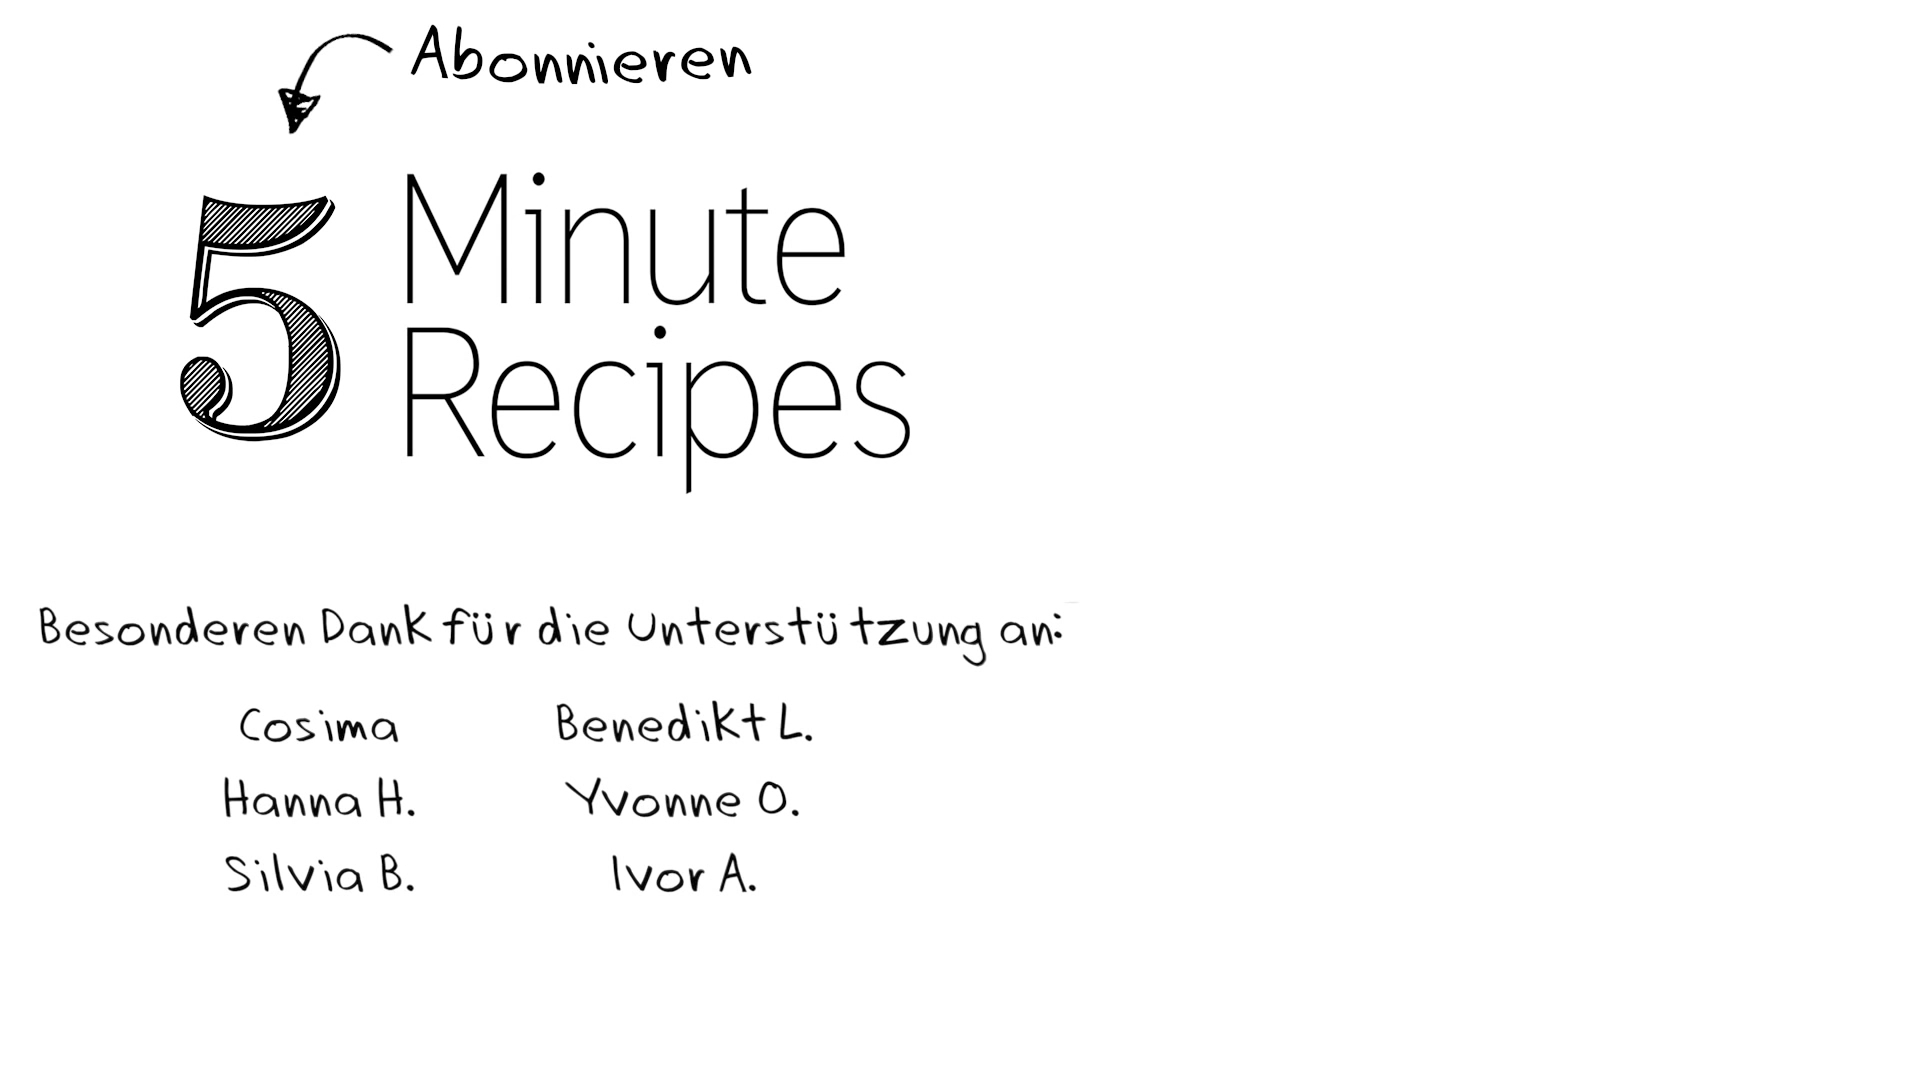 Abonnieren
5 Minute
Recipes
Besonderen Dank für die Unterstützung an:
Cosima Benedikt L.
Hanna H. Yvonne O.
Silvia B. Ivor A.